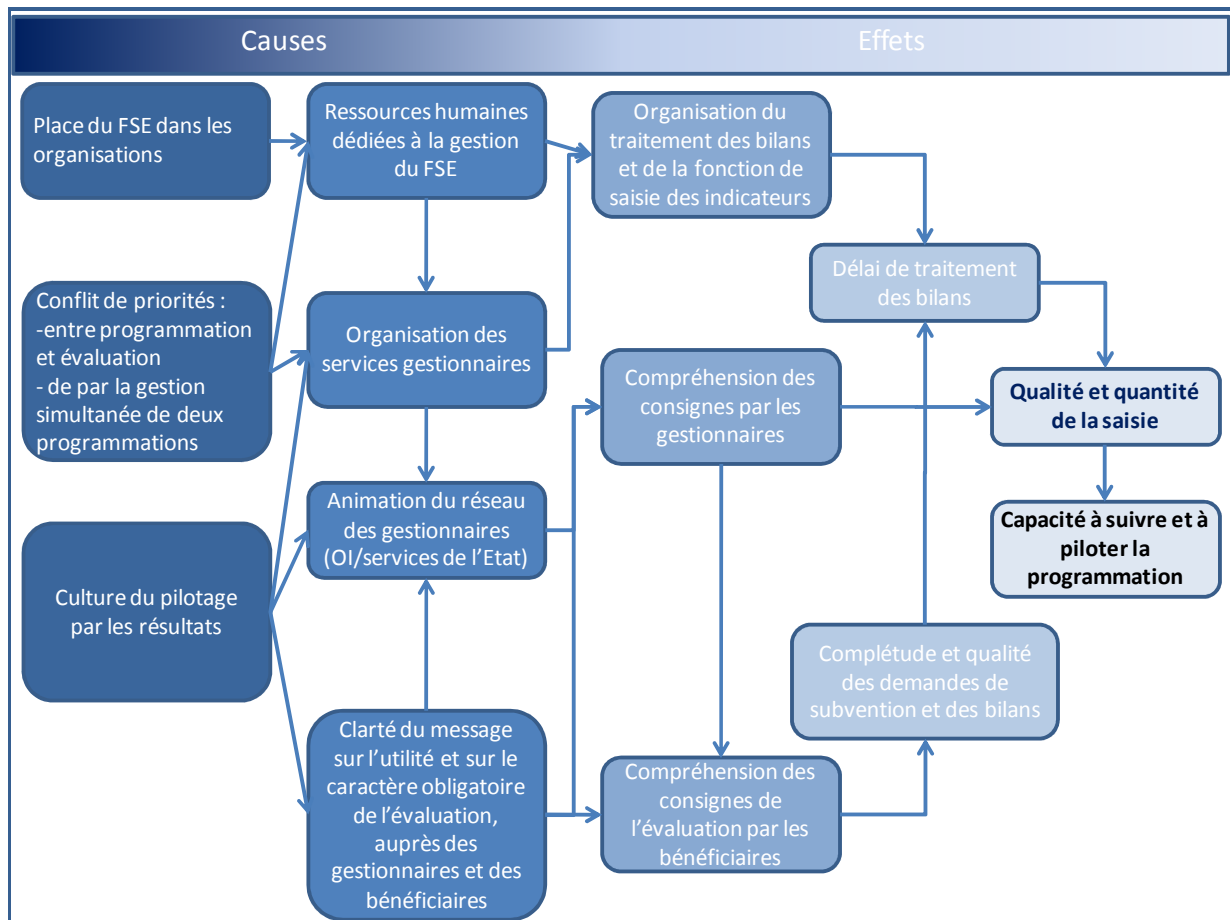 Causes
Effets
Place du FSE dans les
organisations
Ressources humaines
dédiées à la gestion
du FSE
Organisation du
traitement des bilans
et de la fonction de
saisie des indicateurs
Délai de traitement
des bilans
Conflit de priorités :
-entre programmation
et évaluation
- de par la gestion
simultanée de deux
programmations
Organisation des
services gestionnaires
Compréhension des
consignes par les
gestionnaires
Qualité et quantité
de la saisie
Animation du réseau
des gestionnaires
(OI/services de l’Etat)
Capacité à suivre et à
piloter la
programmation
Culture du pilotage
par les résultats
Complétude et qualité
des demandes de
subvention et des bilans
Clarté du message
sur l’utilité et sur le
caractère obligatoire
de l’évaluation,
auprès des
gestionnaires et des
bénéficiaires
Compréhension des
consignes de
l’évaluation par les
bénéficiaires